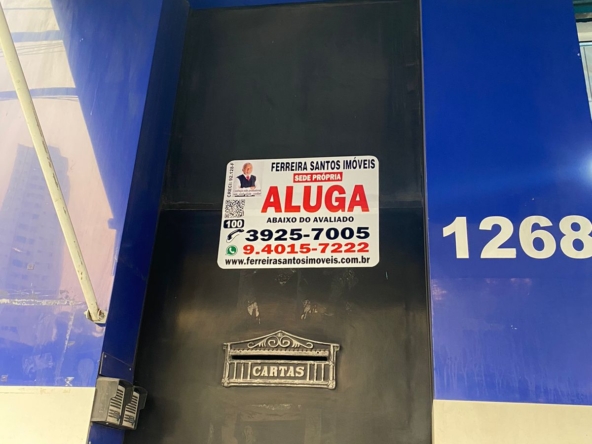 FERREIRA SANTOS IMÓVEIS
SEDE PRÓPRIA
ALUGA
ABAIXO DO AVALIADO
100
3925-7005
9.4015-7222
www.ferreirasantosimoveis.com.br
1268
CARTAS